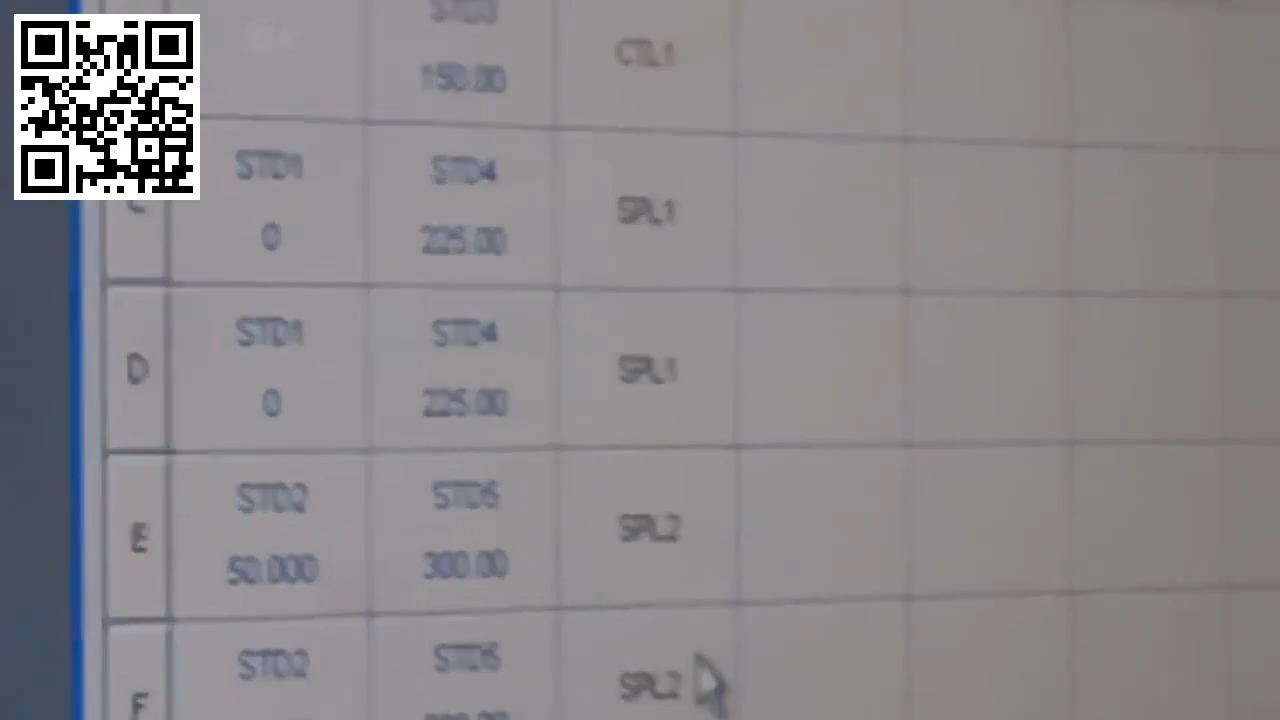 STD3
CTL1
150.00
C STD1 STD4 SPL1
0 225.00
D STD1 STD4 SPL1
0 225.00
E STD2 STD5 SPL2
50.000 300.00
F STD2 STD5 SPL2